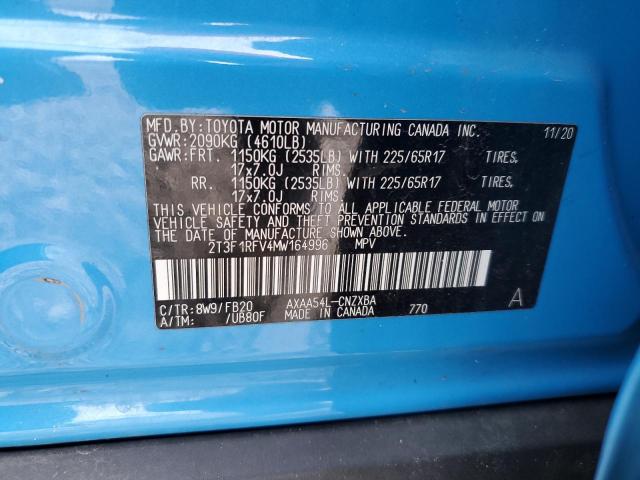 MFD.BY: TOYOTA MOTOR MANUFACTURING CANADA INC. 11/20
GVWR: 2090KG (4610LB)
GAWR: FRT. 1150KG (2535LB) WITH 225/65R17 TIRES.
17x7.0J RIMS.
RR. 1150KG (2535LB) WITH 225/65R17 TIRES.
17x7.0J RIMS.
THIS VEHICLE CONFORMS TO ALL APPLICABLE FEDERAL MOTOR
VEHICLE SAFETY AND THEFT PREVENTION STANDARDS IN EFFECT ON
THE DATE OF MANUFACTURE SHOWN ABOVE.
2T3F1RFV4MW164996 MPV
C/TR: 8W9/FB20 AXAA54L-CNZXBA A
A/TM: /UB80F MADE IN CANADA 770